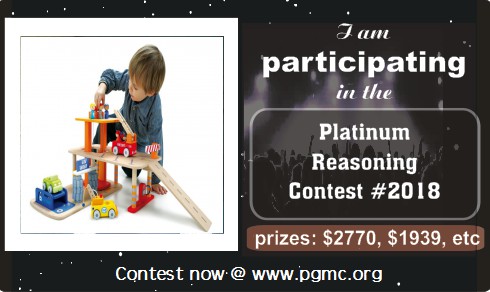 I am
participating
in the
Platinum
Reasoning
Contest #2018
prizes: $2770, $1939, etc
Contest now @ www.pgmc.org